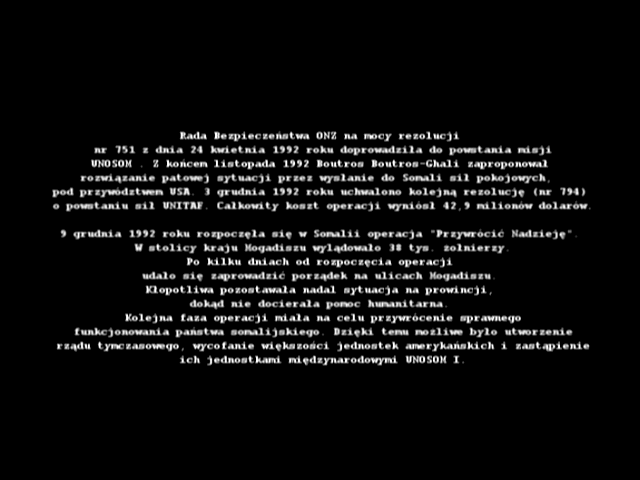 Rada Bezpieczeństwa ONZ na mocy rezolucji
nr 751 z dnia 24 kwietnia 1992 roku doprowadziła do powstania misji
UNOSOM . Z końcem listopada 1992 Boutros Boutros-Ghali zaproponował
rozwiązanie patowej sytuacji przez wysłanie do Somali sił pokojowych,
pod przywództwem USA. 3 grudnia 1992 roku uchwalono kolejną rezolucję (nr 794)
o powstaniu sił UNITAF. Całkowity koszt operacji wyniósł 42,9 milionów dolarów.
9 grudnia 1992 roku rozpoczęła się w Somalii operacja "Przywrócić Nadzieję".
W stolicy kraju Mogadiszu wylądowało 38 tys. żołnierzy.
Po kilku dniach od rozpoczęcia operacji
udało się zaprowadzić porządek na ulicach Mogadiszu.
Kłopotliwa pozostawała nadal sytuacja na prowincji,
dokąd nie docierała pomoc humanitarna.
Kolejna faza operacji miała na celu przywrócenie sprawnego
funkcjonowania państwa somalijskiego. Dzięki temu możliwe było utworzenie
rządu tymczasowego, wycofanie większości jednostek amerykańskich i zastąpienie
ich jednostkami międzynarodowymi UNOSOM I.